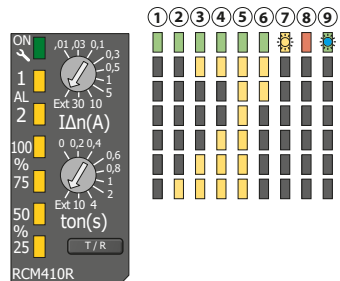 ① ② ③ ④ ⑤ ⑥ ⑦ ⑧ ⑨
ON
,01 ,03 0,1
0,3
0,5
1
5
Ext 30 10
I∆n(A)
1
AL
2
0 0,2 0,4
0,6
0,8
1
2
Ext 10 4
ton(s)
100
%
75
50
%
25
T / R
RCM410R